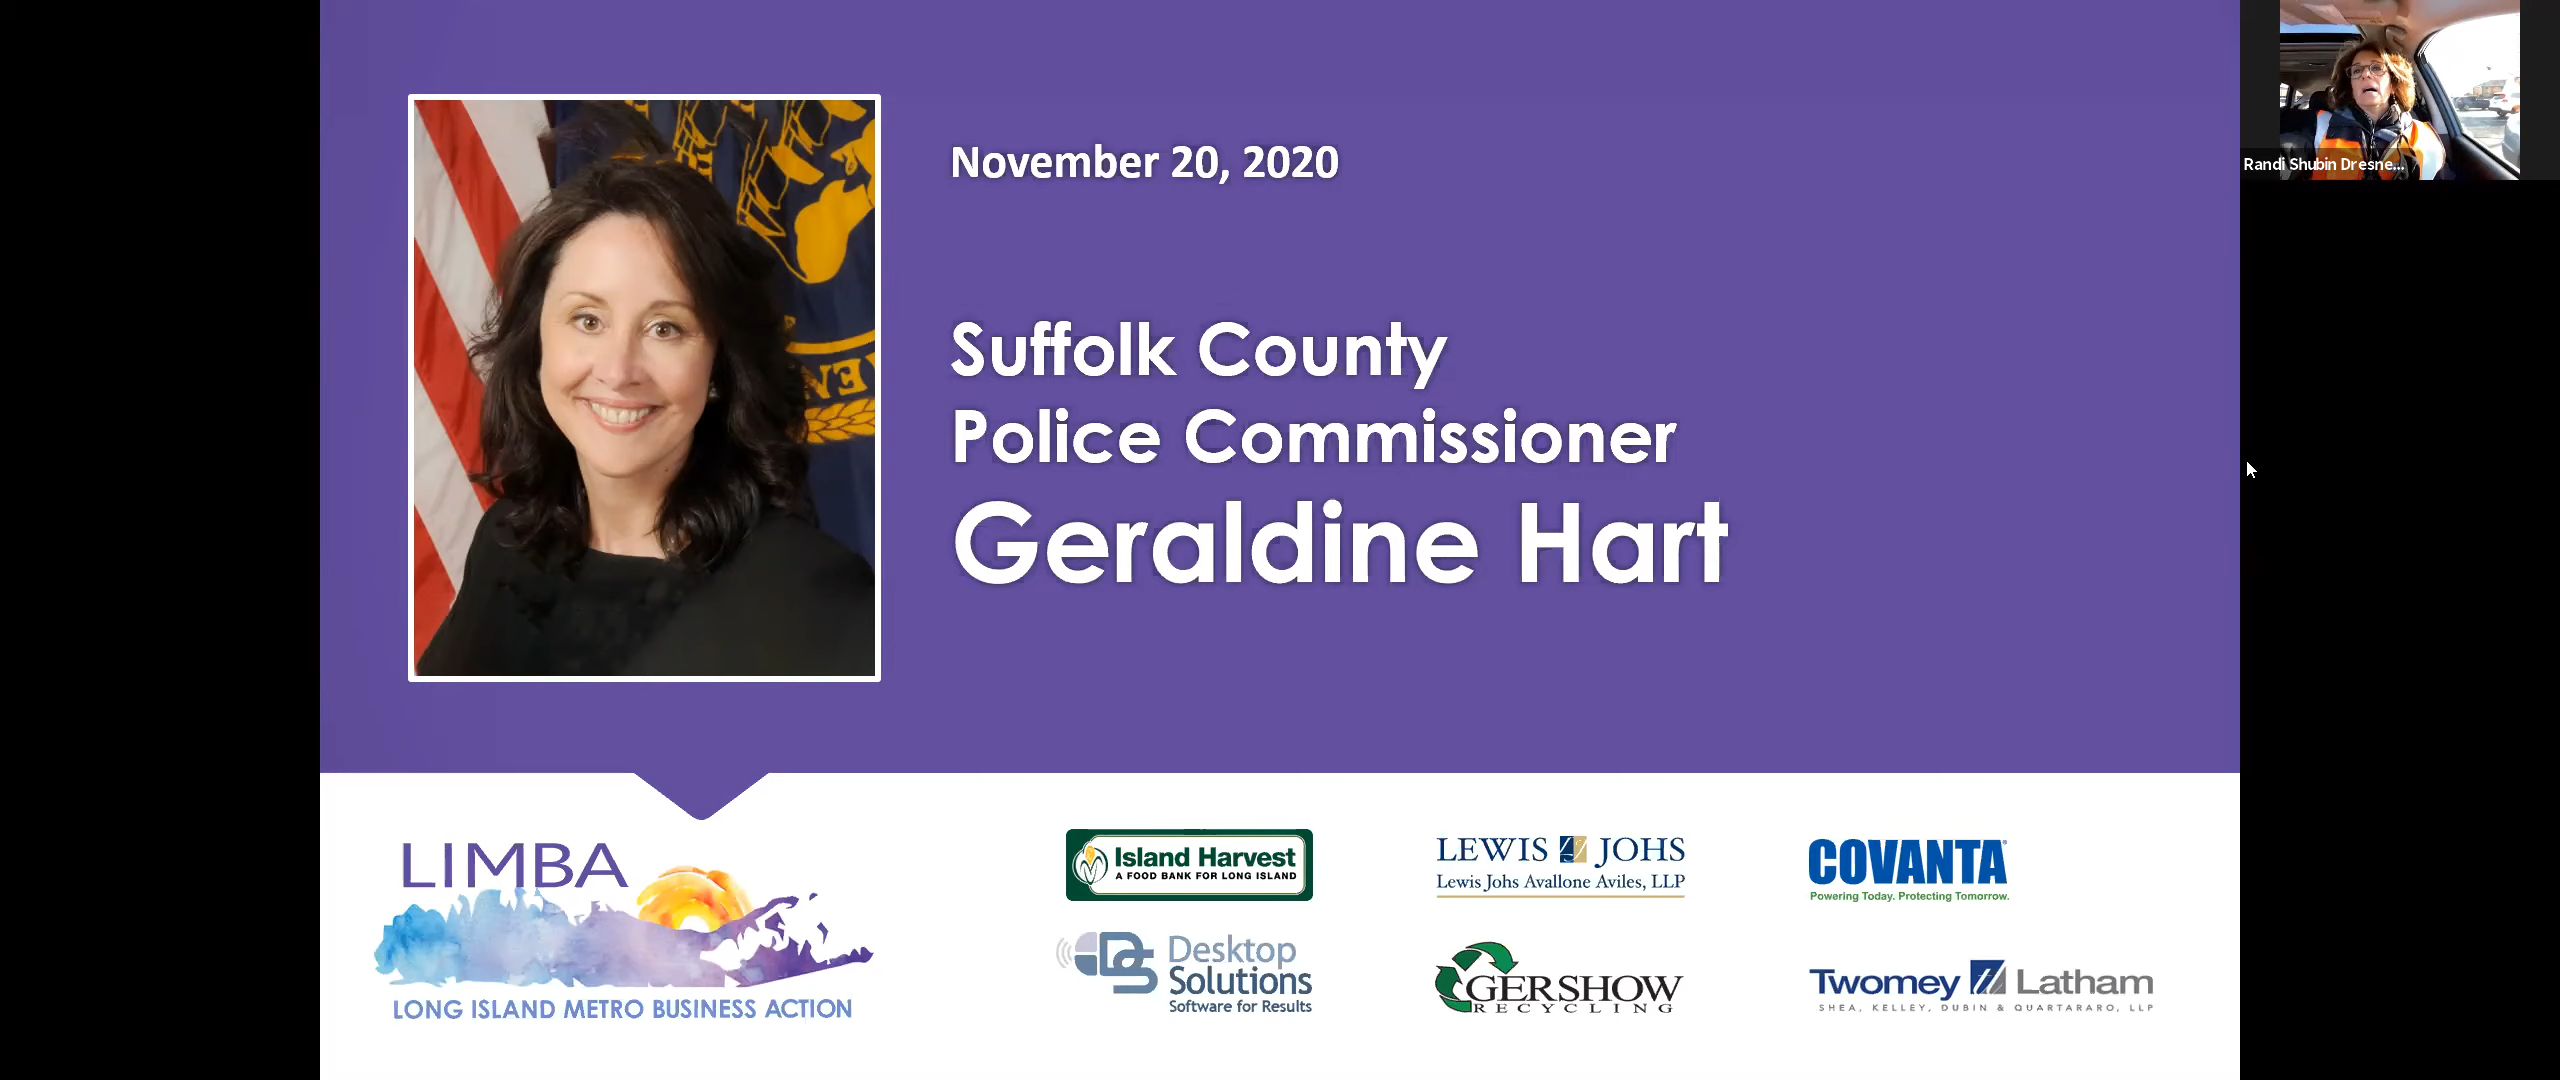 November 20, 2020
Suffolk County
Police Commissioner
Geraldine Hart
Randi Shubin Dresne...
LIMBA
LONG ISLAND METRO BUSINESS ACTION
Island Harvest
A FOOD BANK FOR LONG ISLAND
LEWIS JOHS
Lewis Johs Avallone Aviles, LLP
COVANTA
Powering Today. Protecting Tomorrow.
DS Desktop
Solutions
Software for Results
GERSHOW
RECYCLING
Twomey Latham
SHEA, KELLEY, DUBIN & QUARTARARO, LLP